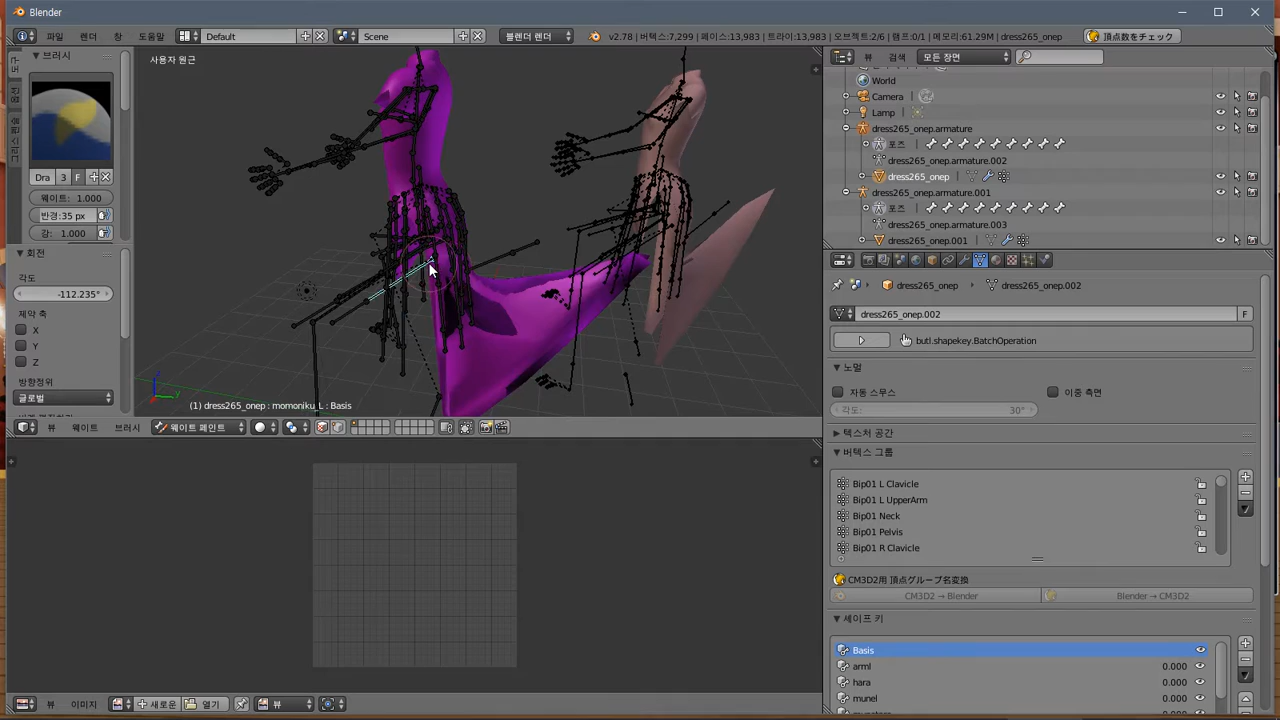 Blender
파일
렌더
창
도움말
Default
Scene
블렌더 렌더
v2.78 | 버텍스:7,299 | 페이스:13,983 | 트라이:13,983 | 오브젝트:2/6 | 램프:0/1 | 메모리:61.29M | dress265_onep
頂点数をチェック
브러시
Dra
3
F
웨이트: 1.000
반경:35 px
강: 1.000
회전
각도
-112.235°
제약 축
X
Y
Z
방향정위
글로벌
사용자 원근
(1) dress265_onep : momoniku_L : Basis
뷰
웨이트
브러시
웨이트 페인트
뷰
검색
모든 장면
World
Camera
Lamp
dress265_onep.armature
포즈
dress265_onep.armature.002
dress265_onep
dress265_onep.armature.001
포즈
dress265_onep.armature.003
dress265_onep.001
dress265_onep
dress265_onep.002
dress265_onep.002
F
butl.shapekey.BatchOperation
노멀
자동 스무스
이중 측면
각도:
30°
텍스처 공간
버텍스 그룹
Bip01 L Clavicle
Bip01 L UpperArm
Bip01 Neck
Bip01 Pelvis
Bip01 R Clavicle
CM3D2用 頂点グループ名変換
CM3D2 → Blender
Blender → CM3D2
셰이프 키
Basis
arml
0.000
hara
0.000
munel
0.000
뷰
이미지
새로운
열기
뷰